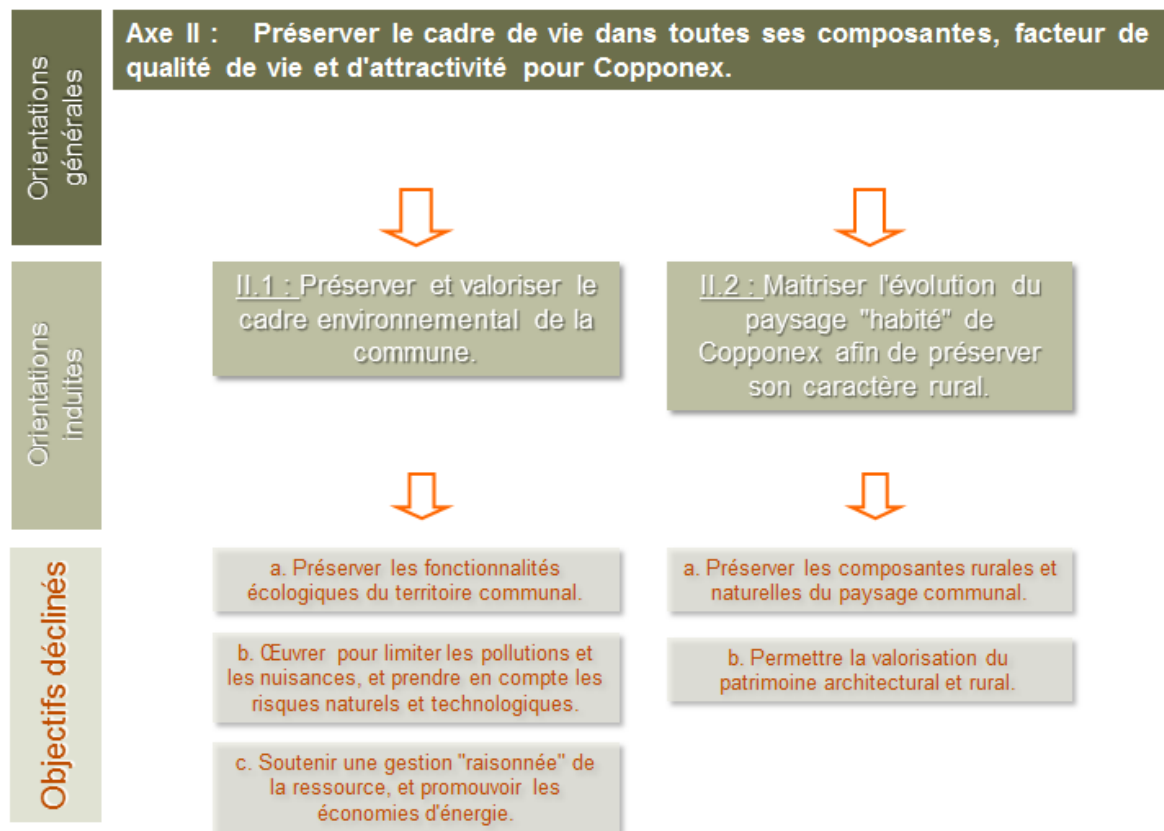 Orientations
générales
Axe II : Préserver le cadre de vie dans toutes ses composantes, facteur de
qualité de vie et d'attractivité pour Copponex.
Orientations
induites
II.1 : Préserver et valoriser le
cadre environnemental de la
commune.
II.2 : Maitriser l'évolution du
paysage "habité" de
Copponex afin de préserver
son caractère rural.
Objectifs déclinés
a. Préserver les fonctionnalités
écologiques du territoire communal.
b. Œuvrer pour limiter les pollutions et
les nuisances, et prendre en compte les
risques naturels et technologiques.
c. Soutenir une gestion "raisonnée" de
la ressource, et promouvoir les
économies d'énergie.
a. Préserver les composantes rurales et
naturelles du paysage communal.
b. Permettre la valorisation du
patrimoine architectural et rural.